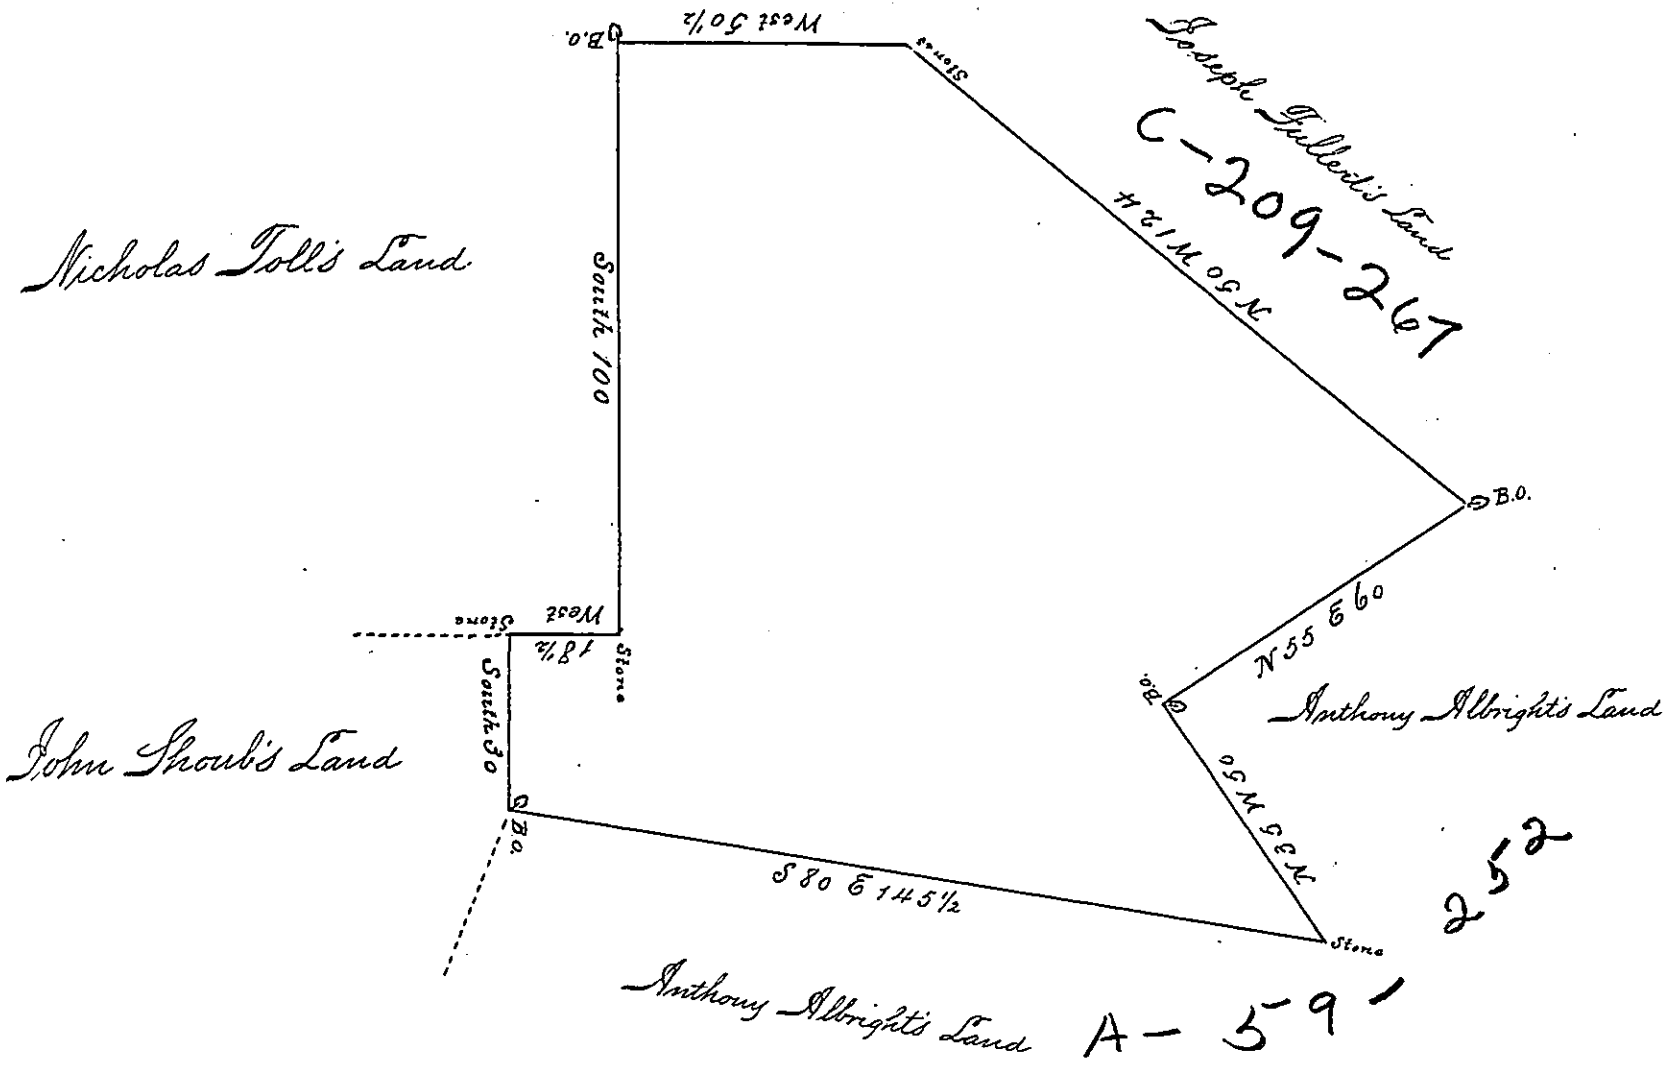 West 50½
B.O.
Stones
Joseph Fullert's Land
C-209-267
N 50 W 124
Nicholas Toll's Land
South 100
B.O.
N 55 E 60
Stone
West
18½
Stone
South 30
B.O.
Anthony Albright's Land
John Shoub's Land
N 35 W 50
B.O.
S 80 E 145½
252
Stone
Anthony Albright's Land
A-59-